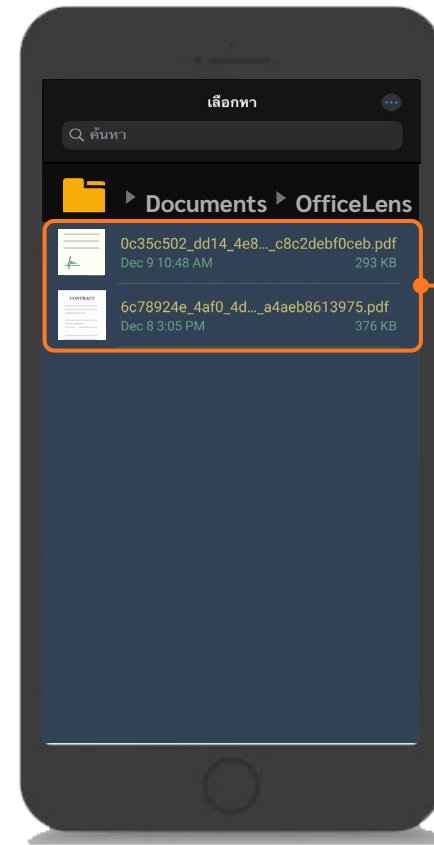 เลือกหา
ค้นหา
Documents OfficeLens
0c35c502_dd14_4e8..._c8c2debf0ceb.pdf
Dec 9 10:48 AM 293 KB
CONTRACT
6c78924e_4af0_4d..._a4aeb8613975.pdf
Dec 8 3:05 PM 376 KB